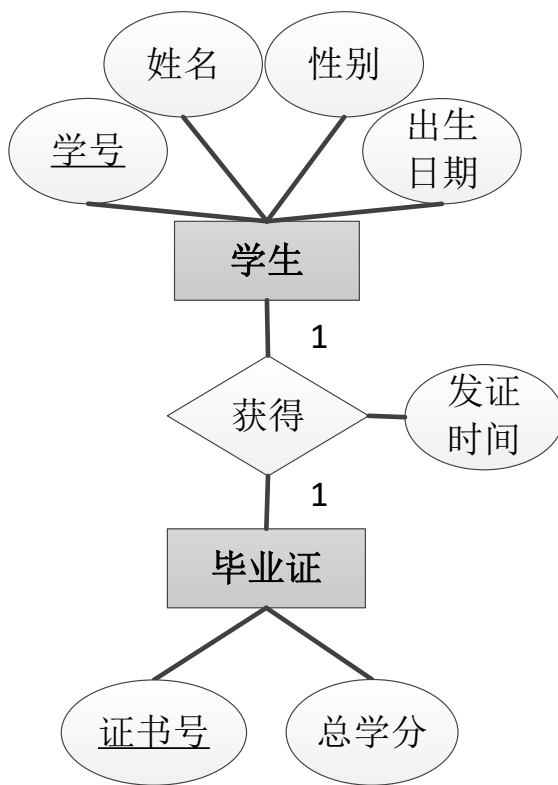 姓名
性别
学号
出生
日期
学生
1
获得
发证
时间
1
毕业证
证书号
总学分